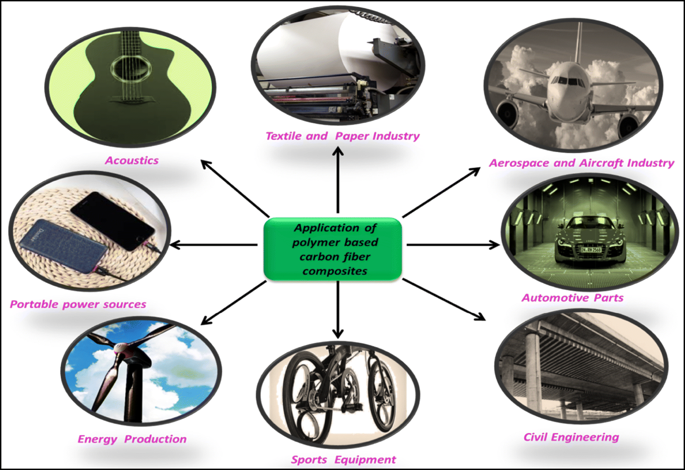 Acoustics
Textile and Paper Industry
Aerospace and Aircraft Industry
Application of
polymer based
carbon fiber
composites
Portable power sources
Automotive Parts
Energy Production
Sports Equipment
Civil Engineering